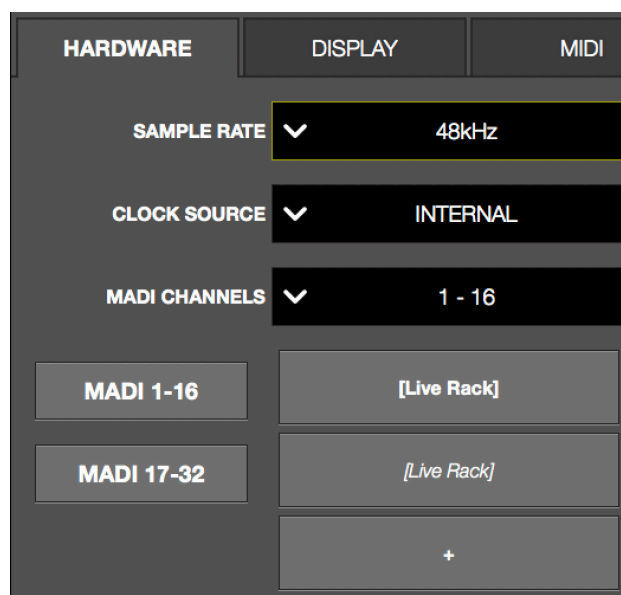 HARDWARE DISPLAY MIDI
SAMPLE RATE 48kHz
CLOCK SOURCE INTERNAL
MADI CHANNELS 1 - 16
MADI 1-16 [Live Rack]
MADI 17-32 [Live Rack]
+